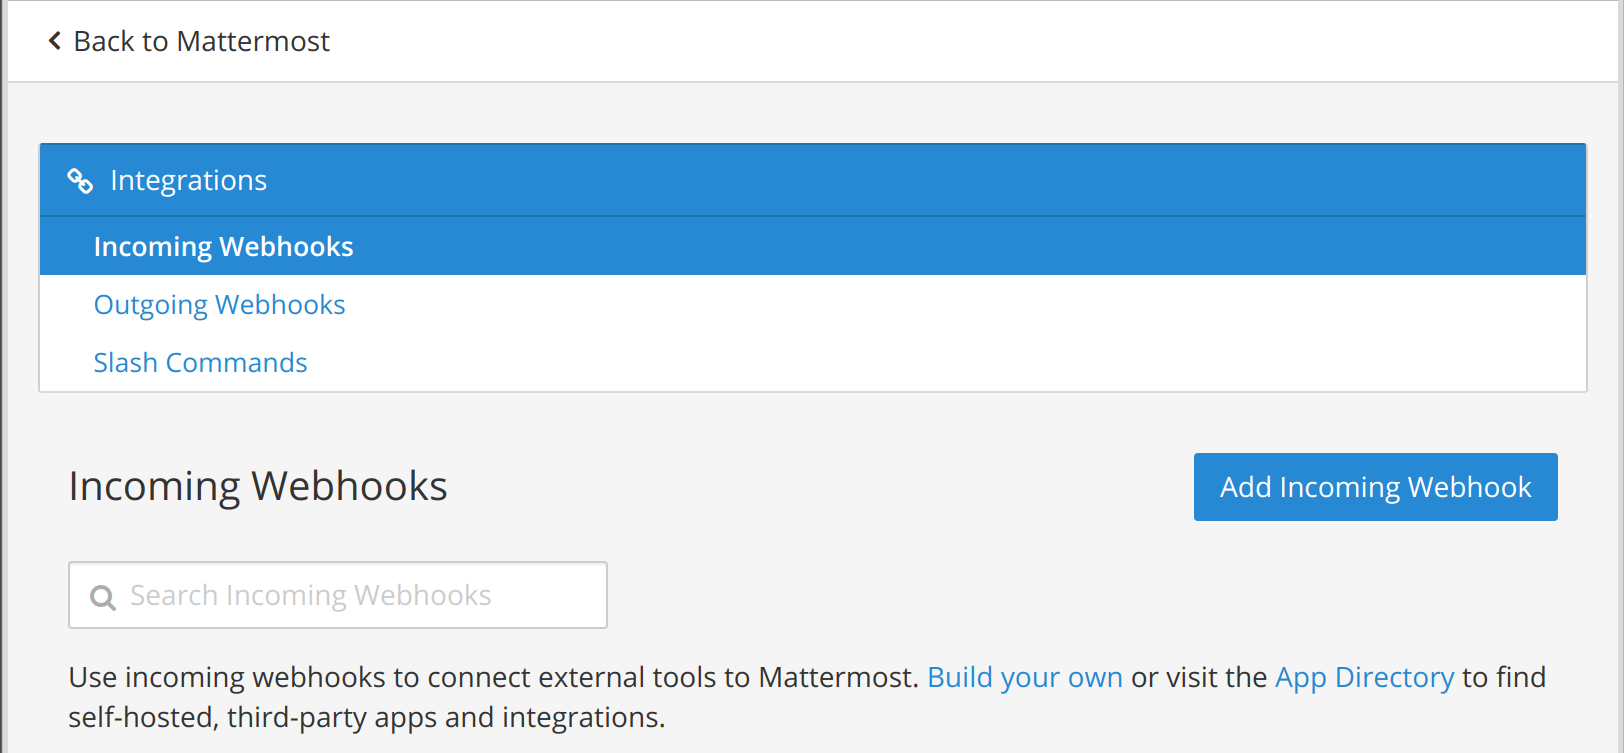 Back to Mattermost
Integrations
Incoming Webhooks
Outgoing Webhooks
Slash Commands
Incoming Webhooks
Add Incoming Webhook
Search Incoming Webhooks
Use incoming webhooks to connect external tools to Mattermost. Build your own or visit the App Directory to find
self-hosted, third-party apps and integrations.